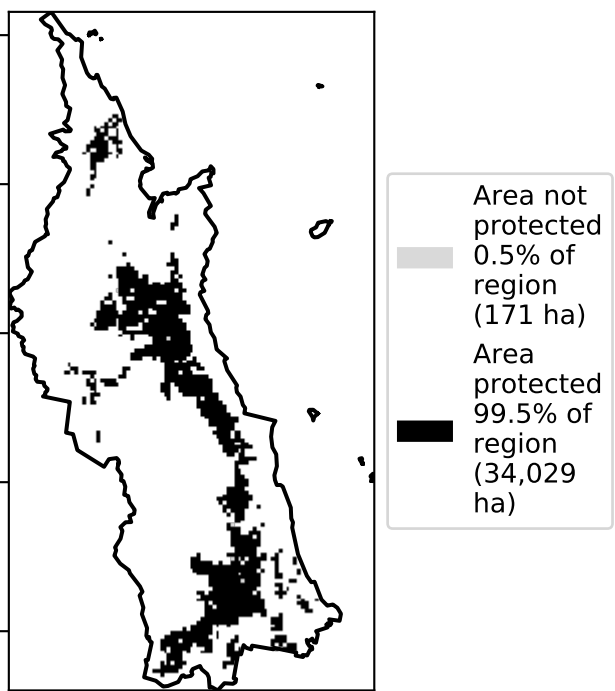 Area not
protected
0.5% of
region
(171 ha)
Area
protected
99.5% of
region
(34,029
ha)